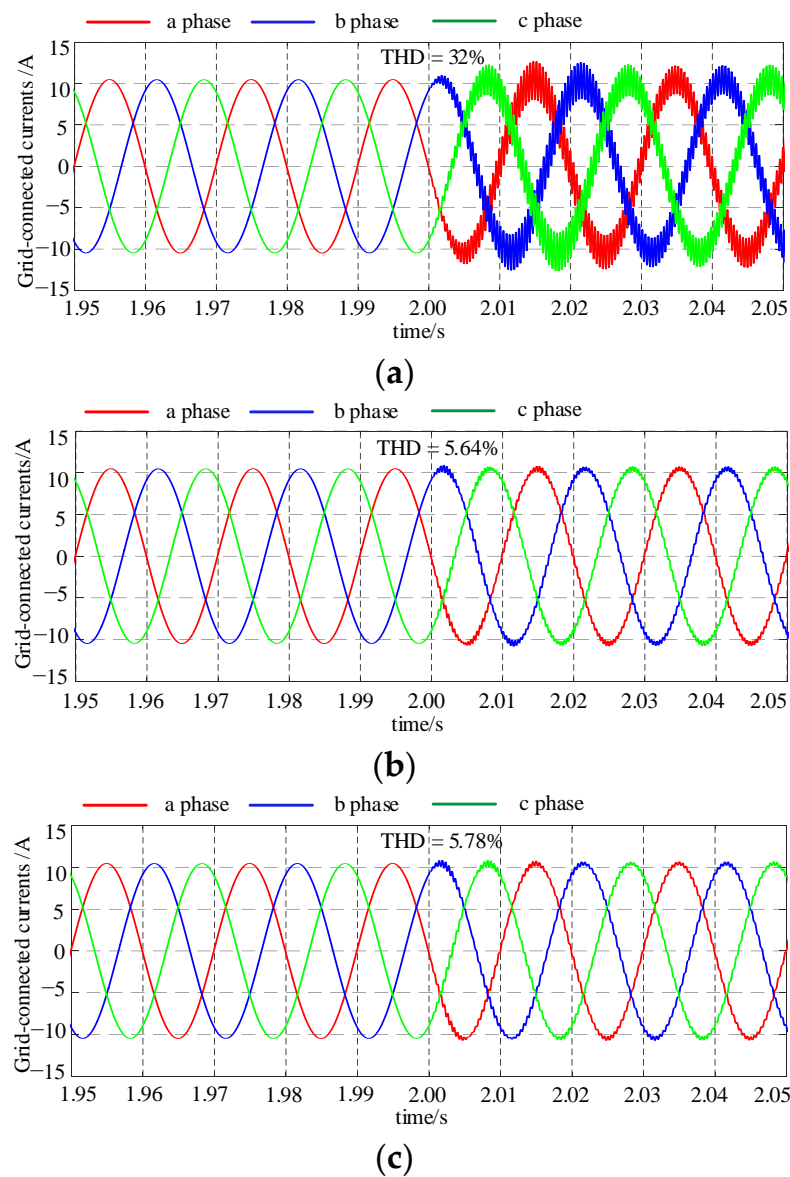 a phase b phase c phase
Grid-connected currents /A
15
10
5
0
−5
−10
−15
THD = 32%
1.95 1.96 1.97 1.98 1.99 2.00 2.01 2.02 2.03 2.04 2.05
time/s
(a)
a phase b phase c phase
Grid-connected currents/A
15
10
5
0
−5
−10
−15
THD = 5.64%
1.95 1.96 1.97 1.98 1.99 2.00 2.01 2.02 2.03 2.04 2.05
time/s
(b)
a phase b phase c phase
Grid-connected currents /A
15
10
5
0
−5
−10
−15
THD = 5.78%
1.95 1.96 1.97 1.98 1.99 2.00 2.01 2.02 2.03 2.04 2.05
time/s
(c)